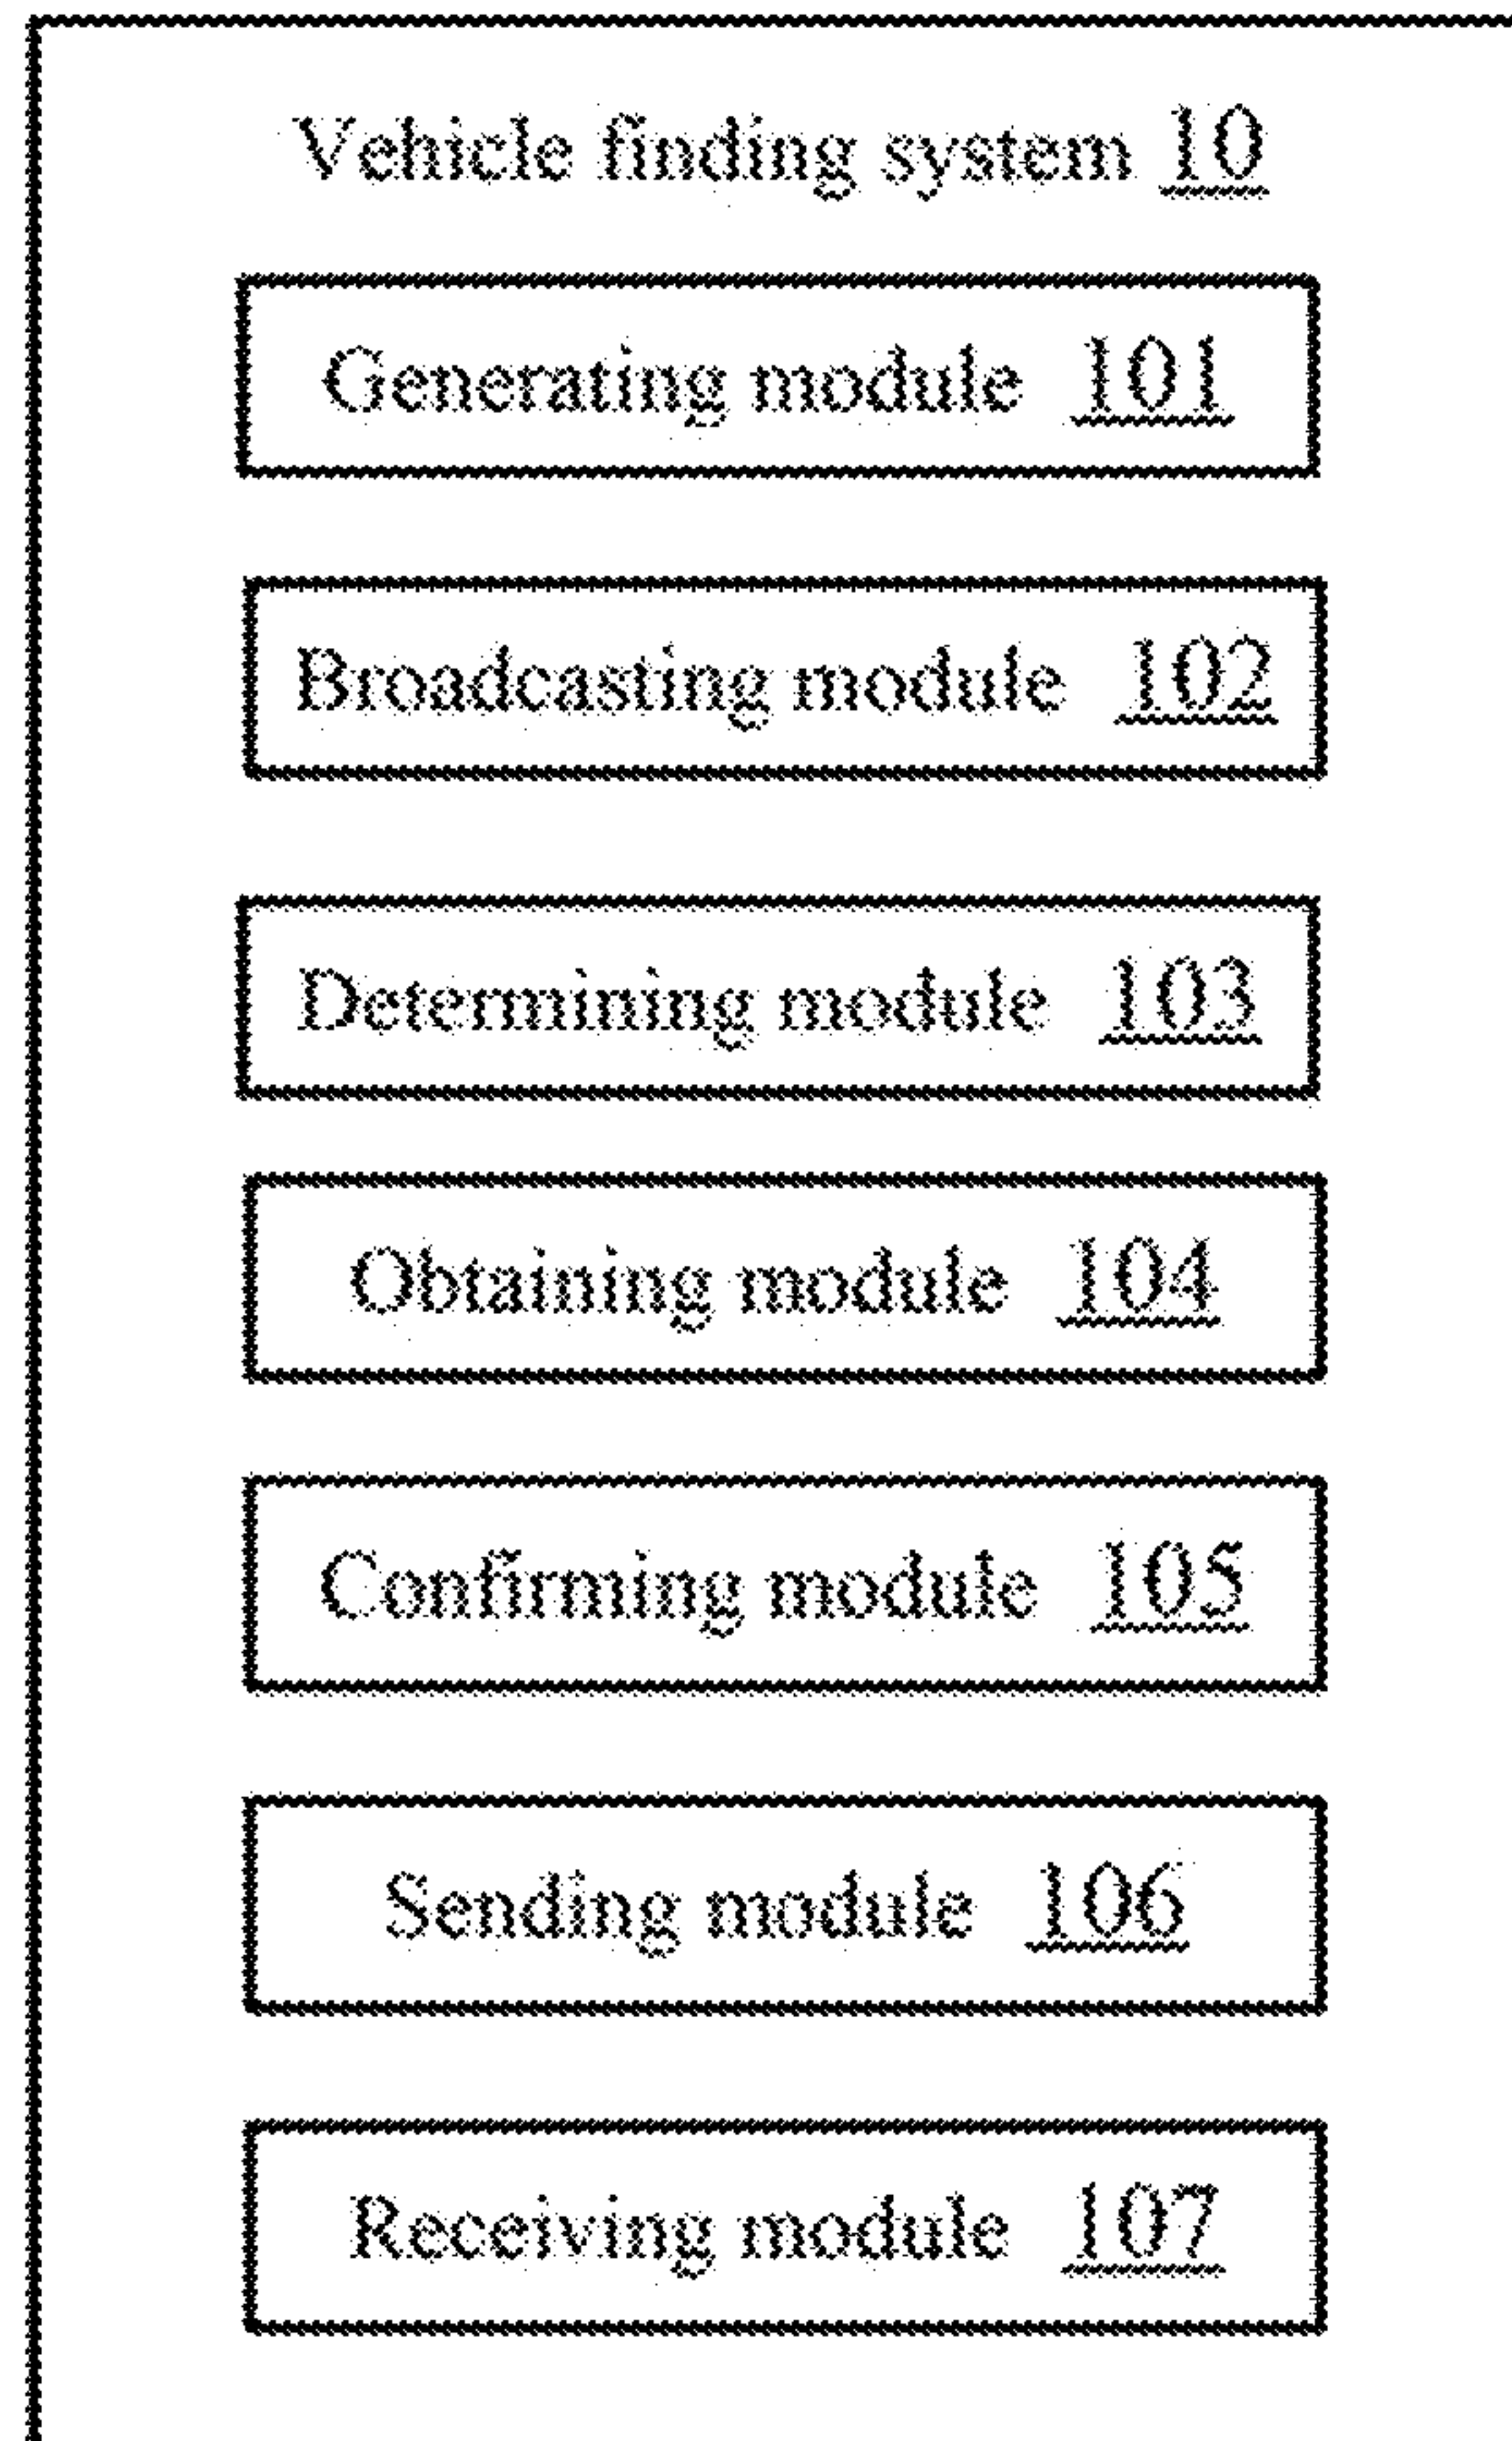 Vehicle finding system 10
Generating module 101
Broadcasting module 102
Determining module 103
Obtaining module 104
Confirming module 105
Sending module 106
Receiving module 107